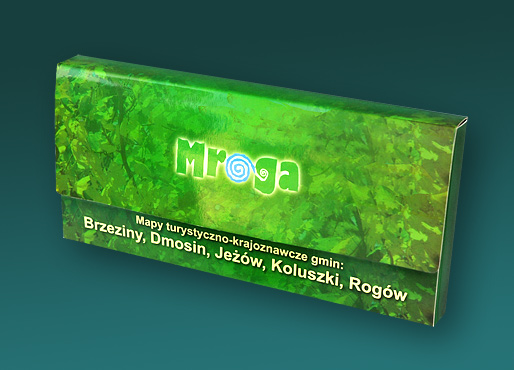 Mroga
Mapy turystyczno-krajoznawcze gmin:
Brzeziny, Dmosin, Jeżów, Koluszki, Rogów